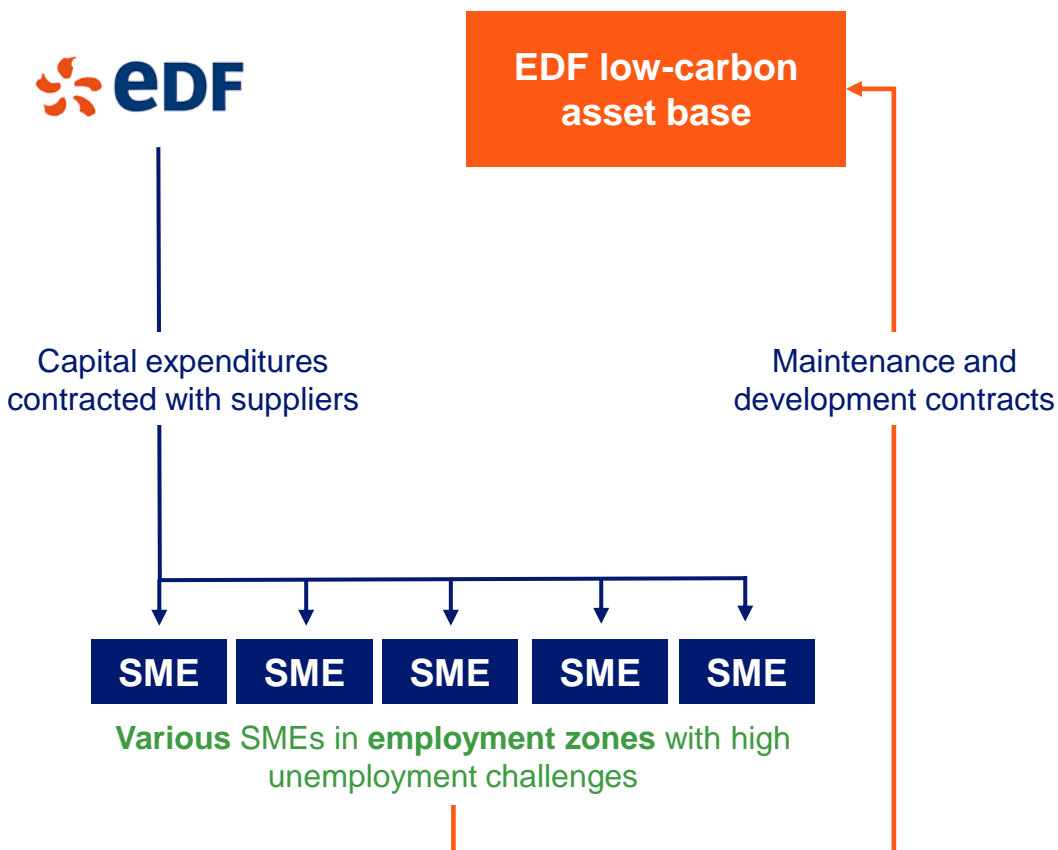 eDF
EDF low-carbon
asset base
Capital expenditures
contracted with suppliers
Maintenance and
development contracts
SME SME SME SME SME
Various SMEs in employment zones with high
unemployment challenges